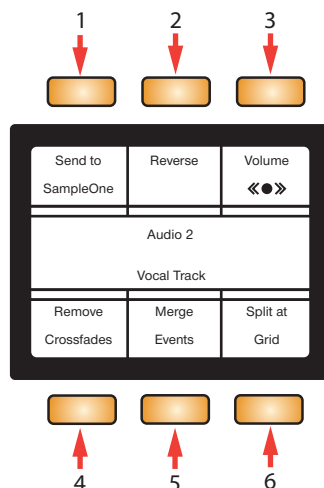 1 2 3
Send to Reverse Volume
SampleOne
Audio 2
Vocal Track
Remove Merge Split at
Crossfades Events Grid
4 5 6